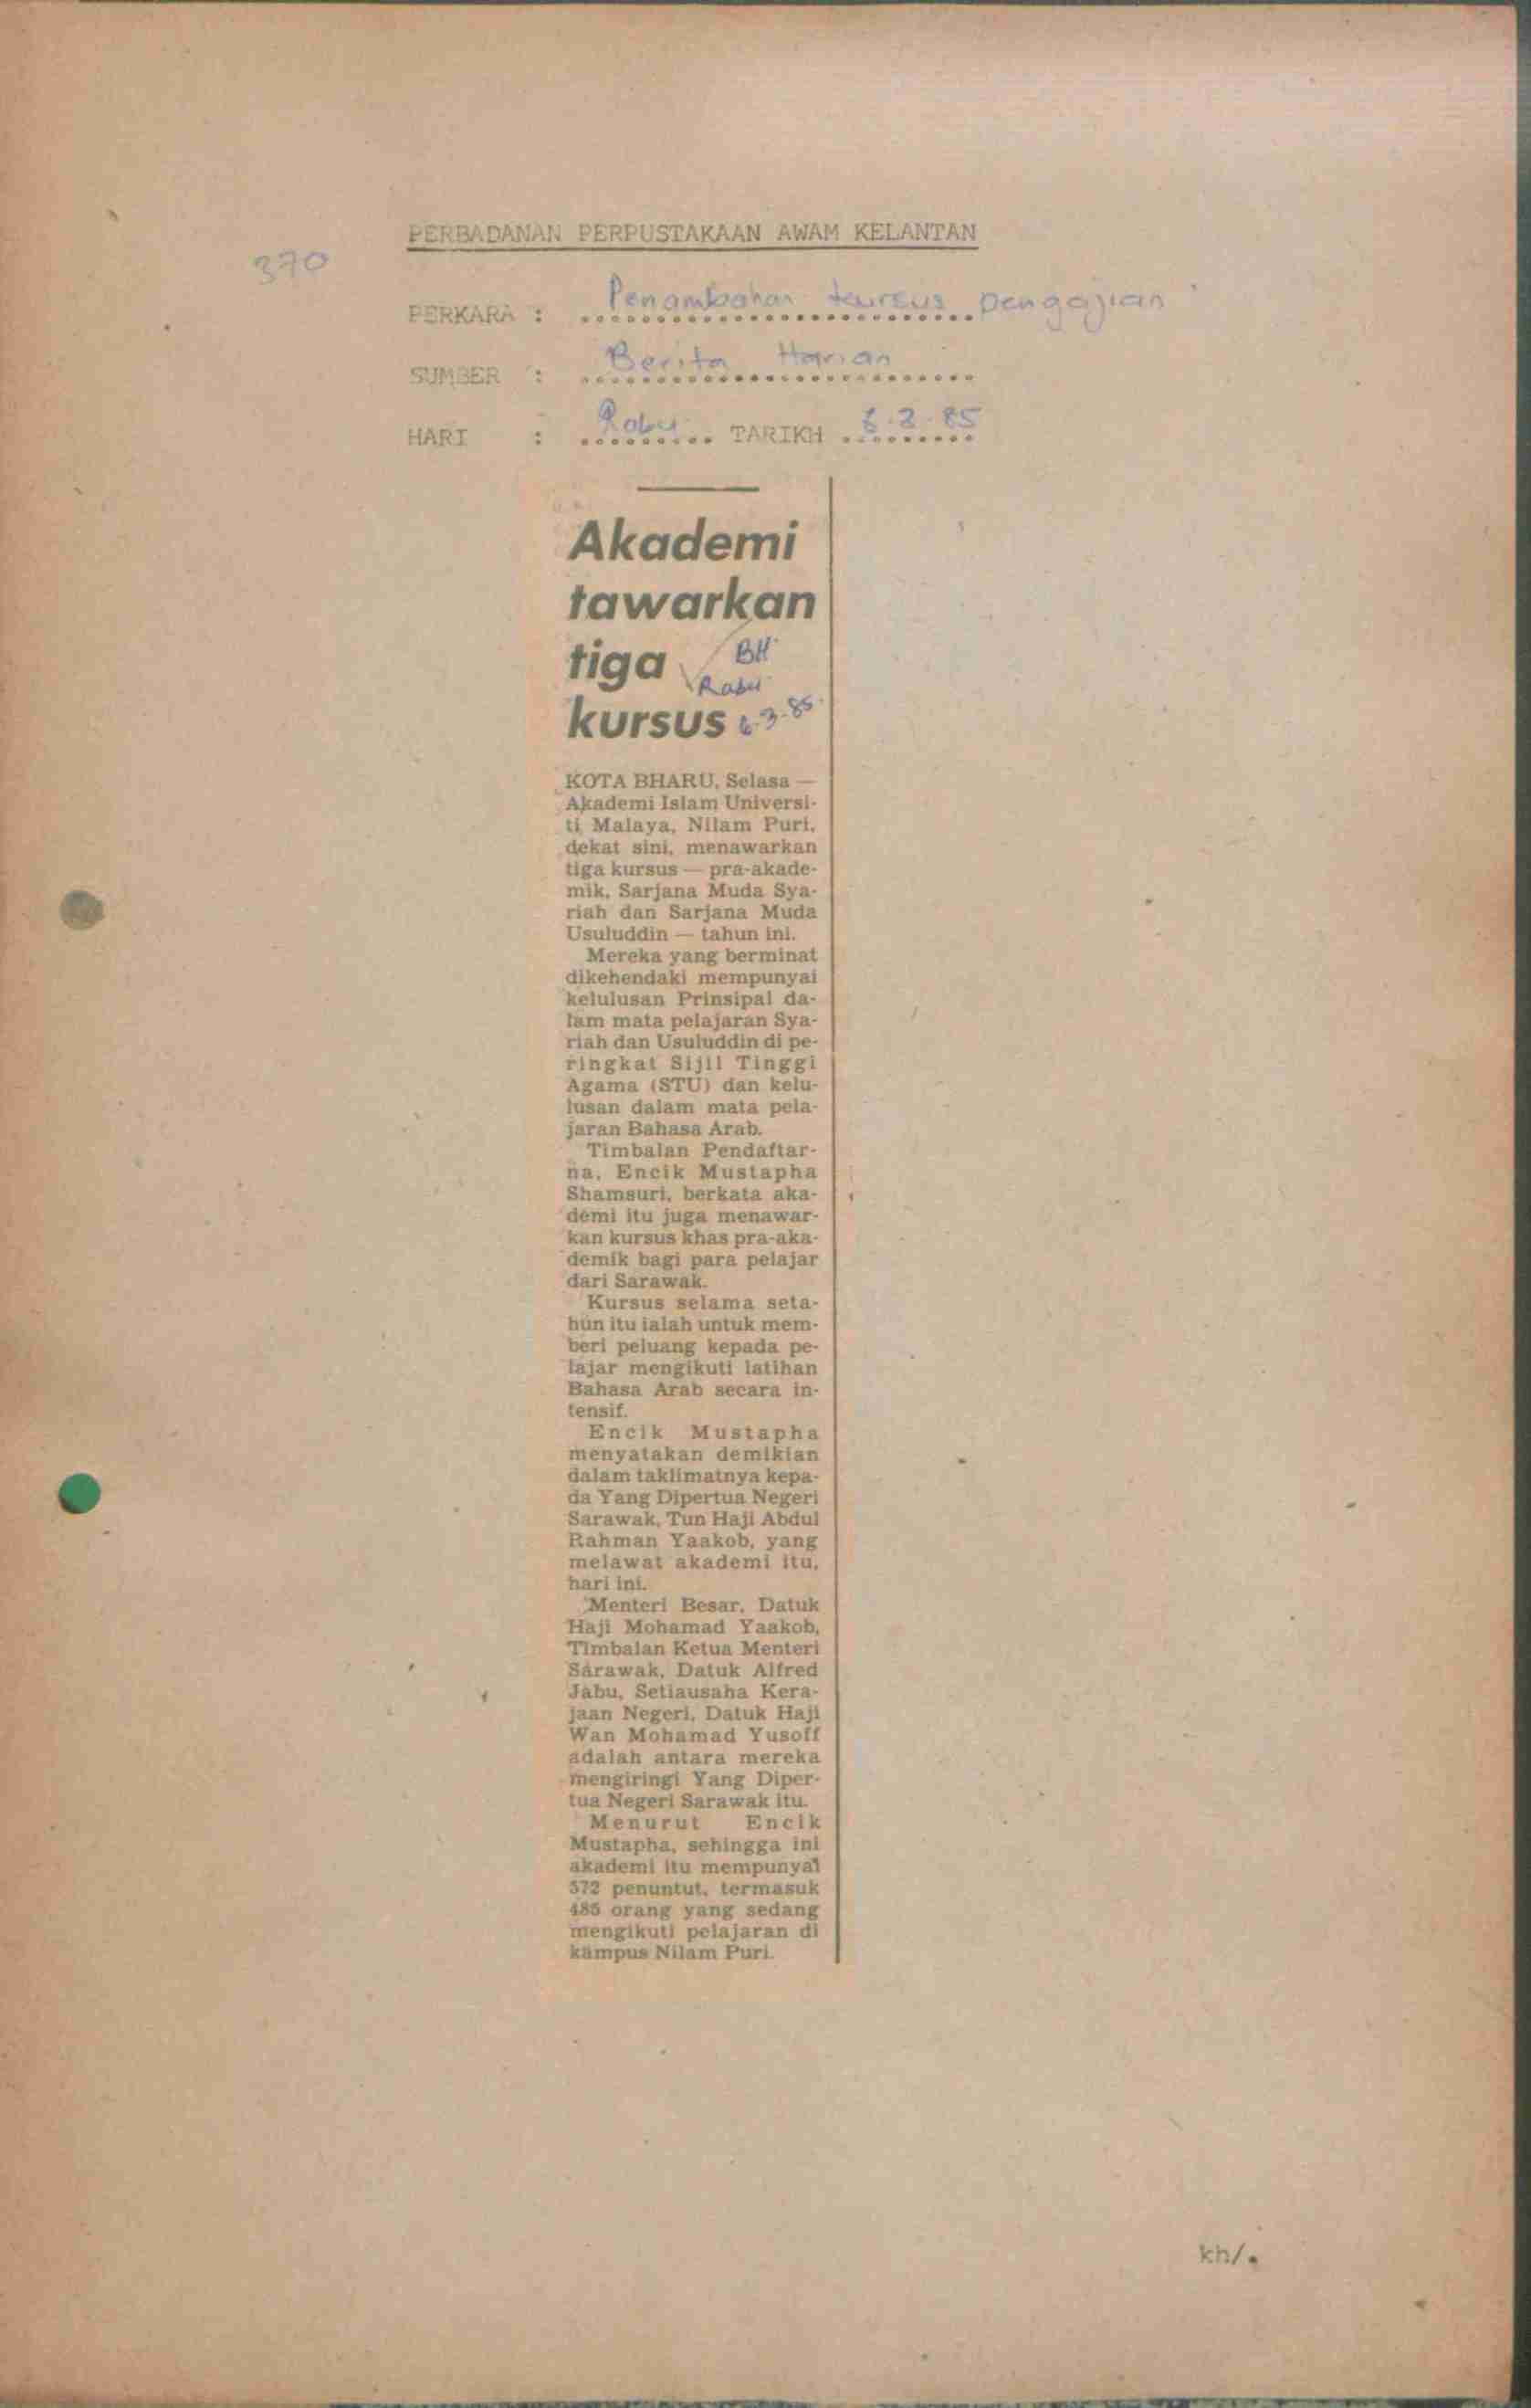 PERBADANAN PERPUSTAKAAN AWAM KELANTAN
370
PERKARA : Penambahan kursus pengajian
SUMBER : Berita Harian
HARI : Rabu TARIKH 6.3.85
Akademi
tawarkan
tiga BH
Rabu
kursus 6.3.85
KOTA BHARU, Selasa —
Akademi Islam Universi-
ti Malaya, Nilam Puri,
dekat sini, menawarkan
tiga kursus — pra-akade-
mik, Sarjana Muda Sya-
riah dan Sarjana Muda
Usuluddin — tahun ini.
Mereka yang berminat
dikehendaki mempunyai
kelulusan Prinsipal da-
lam mata pelajaran Sya-
riah dan Usuluddin di pe-
ringkat Sijil Tinggi
Agama (STU) dan kelu-
lusan dalam mata pela-
jaran Bahasa Arab.
Timbalan Pendaftar-
na, Encik Mustapha
Shamsuri, berkata aka-
demi itu juga menawar-
kan kursus khas pra-aka-
demik bagi para pelajar
dari Sarawak.
Kursus selama seta-
hun itu ialah untuk mem-
beri peluang kepada pe-
lajar mengikuti latihan
Bahasa Arab secara in-
tensif.
Encik Mustapha
menyatakan demikian
dalam taklimatnya kepa-
da Yang Dipertua Negeri
Sarawak, Tun Haji Abdul
Rahman Yaakob, yang
melawat akademi itu,
hari ini.
Menteri Besar, Datuk
Haji Mohamad Yaakob,
Timbalan Ketua Menteri
Sarawak, Datuk Alfred
Jabu, Setiausaha Kera-
jaan Negeri, Datuk Haji
Wan Mohamad Yusoff
adalah antara mereka
mengiringi Yang Diper-
tua Negeri Sarawak itu.
Menurut Encik
Mustapha, sehingga ini
akademi itu mempunyai
572 penuntut, termasuk
485 orang yang sedang
mengikuti pelajaran di
kampus Nilam Puri.
kh/.